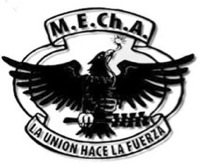 M.E.Ch.A.
LA UNION HACE LA FUERZA